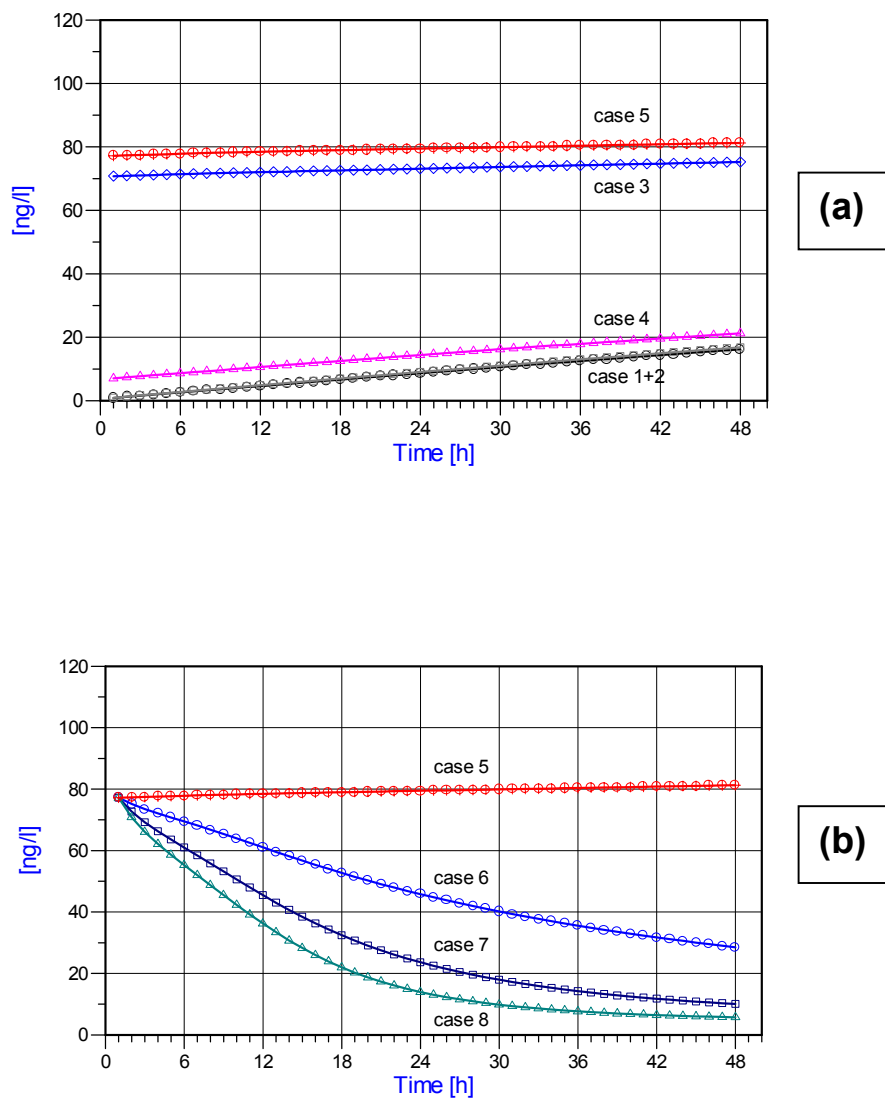 120
100
80
60
40
20
0
[ng/l]
case 5
case 3
case 4
case 1+2
0 6 12 18 24 30 36 42 48
Time [h]
(a)
120
100
80
60
40
20
0
[ng/l]
case 5
case 6
case 7
case 8
0 6 12 18 24 30 36 42 48
Time [h]
(b)